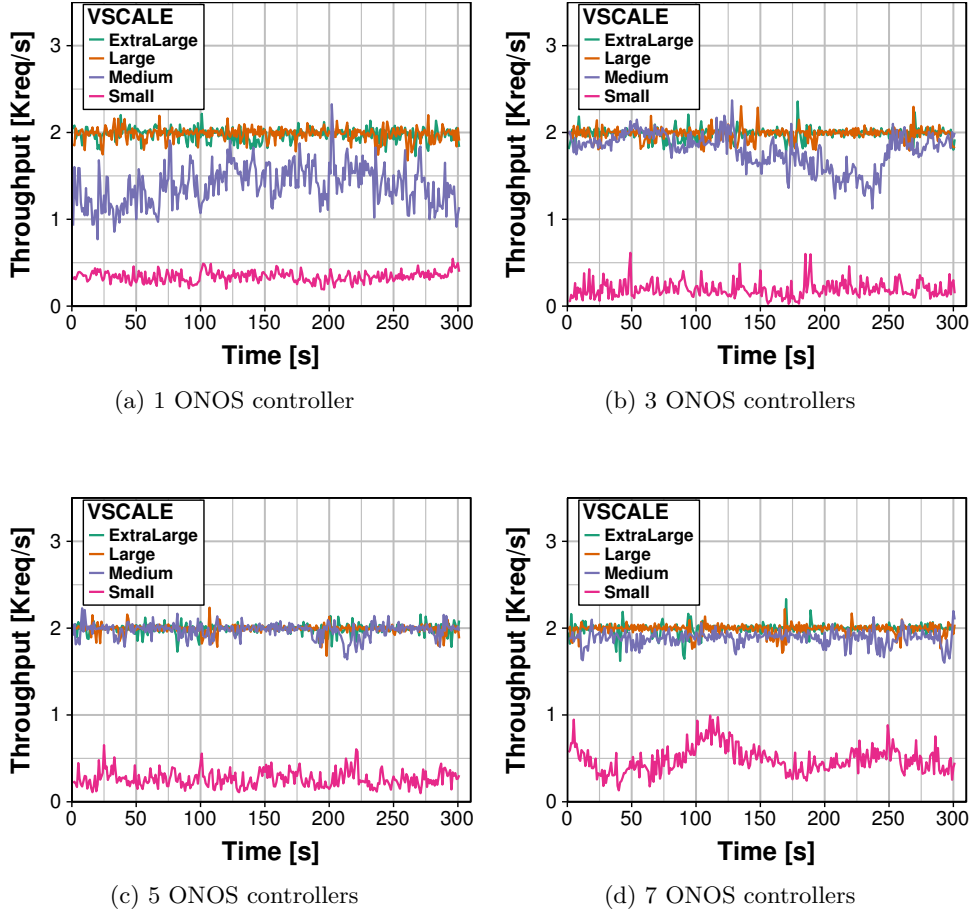 VSCALE
ExtraLarge
Large
Medium
Small
Throughput [Kreq/s]
3
2
1
0
0 50 100 150 200 250 300
Time [s]
(a) 1 ONOS controller
VSCALE
ExtraLarge
Large
Medium
Small
Throughput [Kreq/s]
3
2
1
0
0 50 100 150 200 250 300
Time [s]
(b) 3 ONOS controllers
VSCALE
ExtraLarge
Large
Medium
Small
Throughput [Kreq/s]
3
2
1
0
0 50 100 150 200 250 300
Time [s]
(c) 5 ONOS controllers
VSCALE
ExtraLarge
Large
Medium
Small
Throughput [Kreq/s]
3
2
1
0
0 50 100 150 200 250 300
Time [s]
(d) 7 ONOS controllers